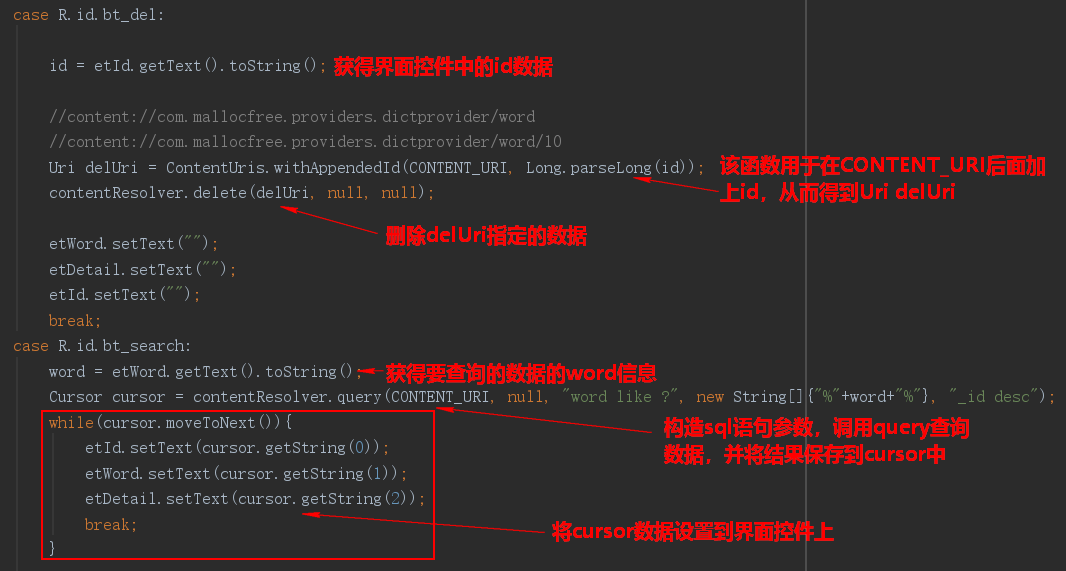 case R.id.bt_del:
id = etId.getText().toString(); 获得界面控件中的id数据
//content://com.mallocfree.providers.dictprovider/word
//content://com.mallocfree.providers.dictprovider/word/10
Uri delUri = ContentUris.withAppendedId(CONTENT_URI, Long.parseLong(id)); 该函数用于在CONTENT_URI后面加
contentResolver.delete(delUri, null, null); 上id，从而得到Uri delUri
删除delUri指定的数据
etWord.setText("");
etDetail.setText("");
etId.setText("");
break;
case R.id.bt_search:
word = etWord.getText().toString(); 获得要查询的数据的word信息
Cursor cursor = contentResolver.query(CONTENT_URI, null, "word like ?", new String[]{"%"+word+"%"}, "_id desc");
while(cursor.moveToNext()){ 构造sql语句参数，调用query查询
etId.setText(cursor.getString(0)); 数据，并将结果保存到cursor中
etWord.setText(cursor.getString(1));
etDetail.setText(cursor.getString(2));
break; 将cursor数据设置到界面控件上
}